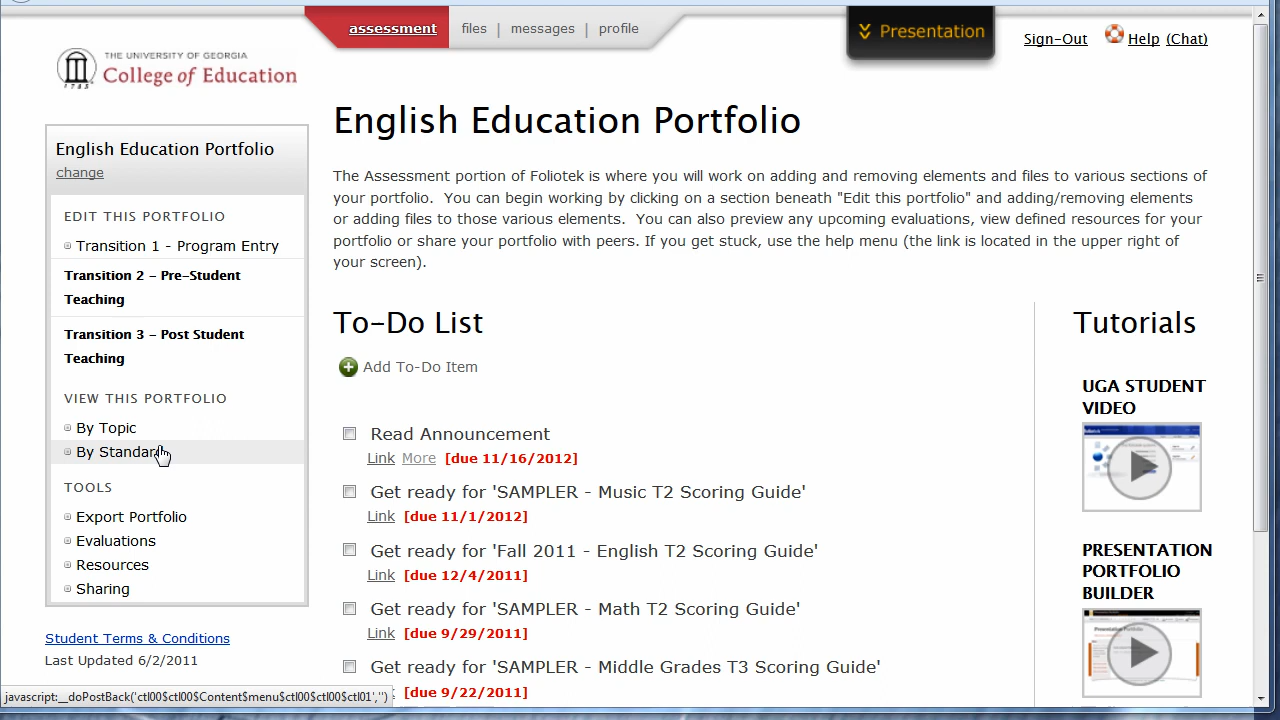 assessment files | messages | profile
Presentation
Sign-Out Help (Chat)
THE UNIVERSITY OF GEORGIA
College of Education
1785
English Education Portfolio
change
EDIT THIS PORTFOLIO
Transition 1 - Program Entry
Transition 2 - Pre-Student
Teaching
Transition 3 - Post Student
Teaching
VIEW THIS PORTFOLIO
By Topic
By Standard
TOOLS
Export Portfolio
Evaluations
Resources
Sharing
Student Terms & Conditions
Last Updated 6/2/2011
English Education Portfolio
The Assessment portion of Foliotek is where you will work on adding and removing elements and files to various sections of
your portfolio. You can begin working by clicking on a section beneath "Edit this portfolio" and adding/removing elements
or adding files to those various elements. You can also preview any upcoming evaluations, view defined resources for your
portfolio or share your portfolio with peers. If you get stuck, use the help menu (the link is located in the upper right of
your screen).
To-Do List
Add To-Do Item
Read Announcement
Link More [due 11/16/2012]
Get ready for 'SAMPLER - Music T2 Scoring Guide'
Link [due 11/1/2012]
Get ready for 'Fall 2011 - English T2 Scoring Guide'
Link [due 12/4/2011]
Get ready for 'SAMPLER - Math T2 Scoring Guide'
Link [due 9/29/2011]
Get ready for 'SAMPLER - Middle Grades T3 Scoring Guide'
[due 9/22/2011]
Tutorials
UGA STUDENT
VIDEO
PRESENTATION
PORTFOLIO
BUILDER
javascript:__doPostBack('ctl00$ctl00$Content$menu$ctl00$ctl00$ctl01','')